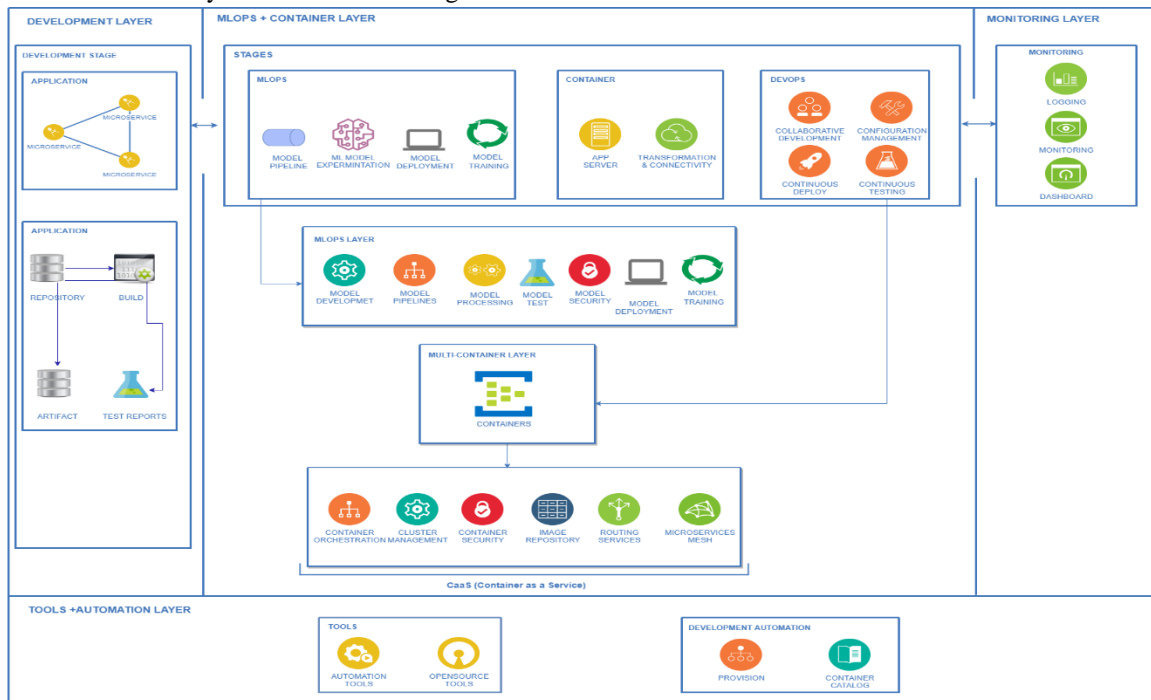 DEVELOPMENT LAYER
MLOPS + CONTAINER LAYER
MONITORING LAYER
DEVELOPMENT STAGE
APPLICATION
MICROSERVICE
MICROSERVICE
MICROSERVICE
APPLICATION
REPOSITORY
BUILD
ARTIFACT
TEST REPORTS
STAGES
MLOPS
MODEL
PIPELINE
ML MODEL
EXPERMINTATION
MODEL
DEPLOYMENT
MODEL
TRAINING
CONTAINER
APP
SERVER
TRANSFORMATION
& CONNECTIVITY
DEVOPS
COLLABORATIVE
DEVELOPMENT
CONFIGURATION
MANAGEMENT
CONTINUOUS
DEPLOY
CONTINUOUS
TESTING
MLOPS LAYER
MODEL
DEVELOPMET
MODEL
PIPELINES
MODEL
PROCESSING
MODEL
TEST
MODEL
SECURITY
MODEL
DEPLOYMENT
MODEL
TRAINING
MULTI-CONTAINER LAYER
CONTAINERS
CONTAINER
ORCHESTRATION
CLUSTER
MANAGEMENT
CONTAINER
SECURITY
IMAGE
REPOSITORY
ROUTING
SERVICES
MICROSERVICES
MESH
CaaS (Container as a Service)
MONITORING
LOGGING
MONITORING
DASHBOARD
TOOLS +AUTOMATION LAYER
TOOLS
AUTOMATION
TOOLS
OPENSOURCE
TOOLS
DEVELOPMENT AUTOMATION
PROVISION
CONTAINER
CATALOG